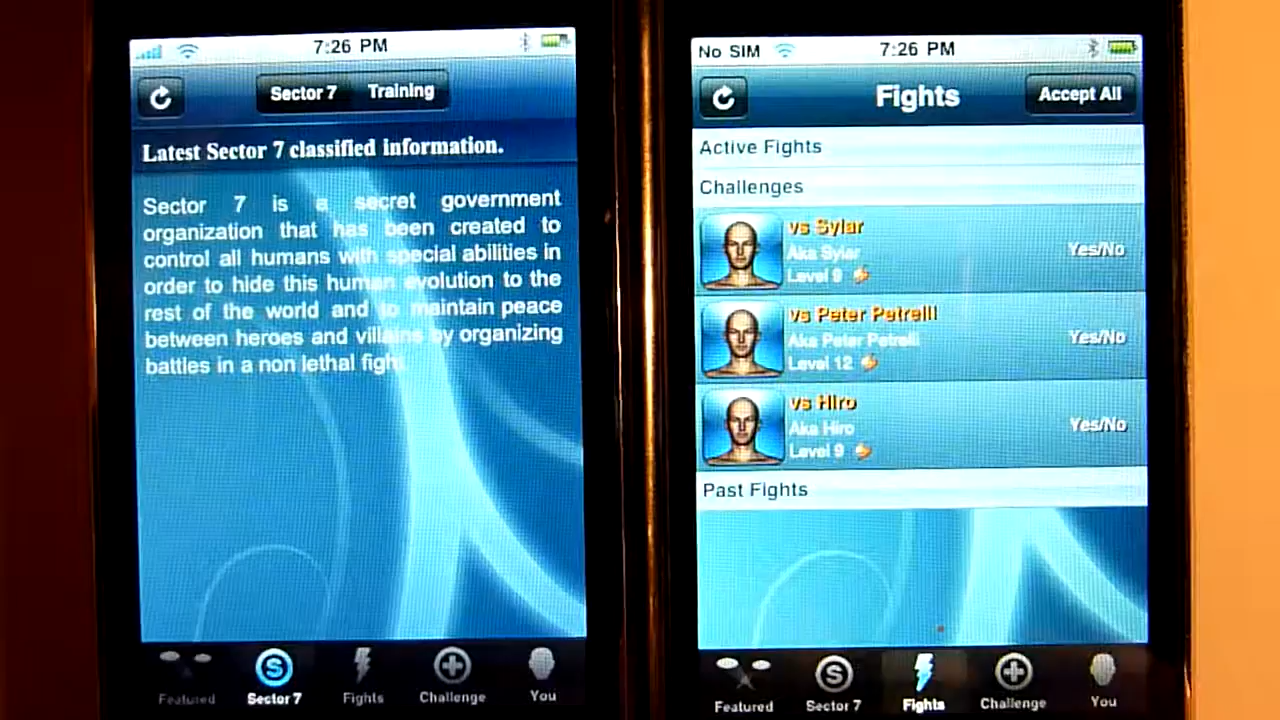 7:26 PM
Sector 7 Training
Latest Sector 7 classified information.
Sector 7 is a secret government
organization that has been created to
control all humans with special abilities in
order to hide this human evolution to the
rest of the world and to maintain peace
between heroes and villains by organizing
battles in a non lethal fight.
Featured Sector 7 Fights Challenge You
No SIM 7:26 PM
Fights Accept All
Active Fights
Challenges
vs Sylar
Aka Sylar
Level 9
Yes/No
vs Peter Petrelli
Aka Peter Petrelli
Level 12
Yes/No
vs Hiro
Aka Hiro
Level 9
Yes/No
Past Fights
Featured Sector 7 Fights Challenge You